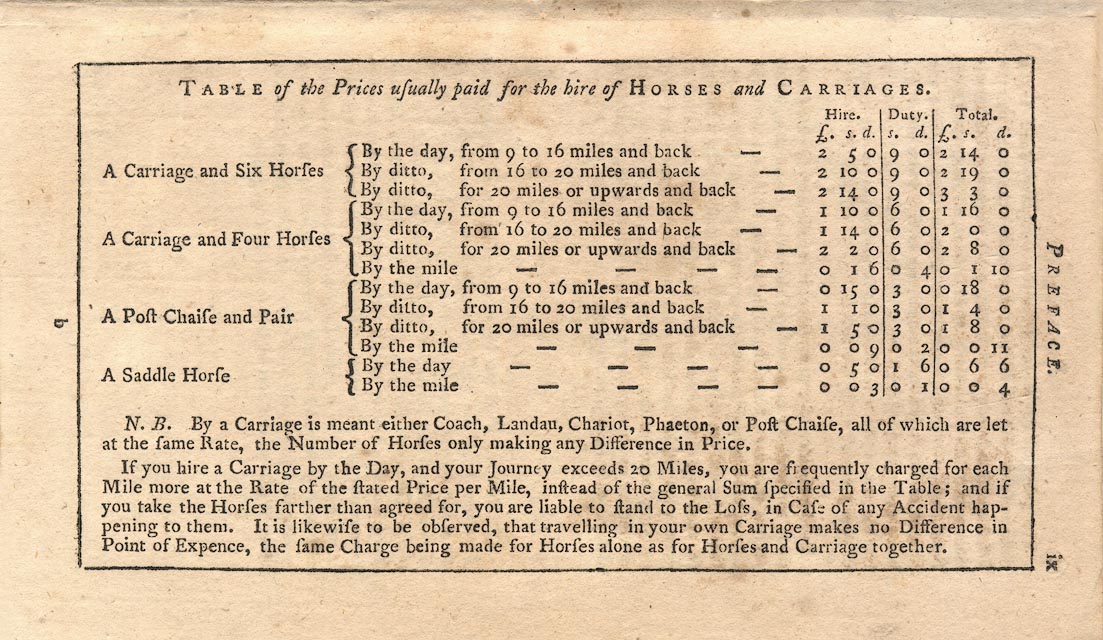 TABLE of the Prices uſually paid for the hire of HORSES and CARRIAGES.
Hire. Duty. Total.
£. s. d. s. d. £. s. d.
A Carriage and Six Horſes
By the day, from 9 to 16 miles and back — 2 5 0 9 0 2 14 0
By ditto, from 16 to 20 miles and back — 2 10 0 9 0 2 19 0
By ditto, for 20 miles or upwards and back — 2 14 0 9 0 3 3 0
A Carriage and Four Horſes
By the day, from 9 to 16 miles and back — 1 10 0 6 0 1 16 0
By ditto, from 16 to 20 miles and back — 1 14 0 6 0 2 0 0
By ditto, for 20 miles or upwards and back — 2 2 0 6 0 2 8 0
By the mile — — — — 0 1 6 0 4 0 1 10
A Poſt Chaiſe and Pair
By the day, from 9 to 16 miles and back — 0 15 0 3 0 0 18 0
By ditto, from 16 to 20 miles and back — 1 1 0 3 0 1 4 0
By ditto, for 20 miles or upwards and back — 1 5 0 3 0 1 8 0
By the mile — — — 0 0 9 0 2 0 0 11
A Saddle Horſe
By the day — — — — 0 5 0 1 6 0 6 6
By the mile — — — — 0 0 3 0 1 0 0 4
N. B. By a Carriage is meant either Coach, Landau, Chariot, Phaeton, or Poſt Chaiſe, all of which are let
at the ſame Rate, the Number of Horſes only making any Difference in Price.
If you hire a Carriage by the Day, and your Journey exceeds 20 Miles, you are frequently charged for each
Mile more at the Rate of the ſtated Price per Mile, inſtead of the general Sum ſpecified in the Table; and if
you take the Horſes farther than agreed for, you are liable to ſtand to the Loſs, in Caſe of any Accident hap-
pening to them. It is likewiſe to be obſerved, that travelling in your own Carriage makes no Difference in
Point of Expence, the ſame Charge being made for Horſes alone as for Horſes and Carriage together.
PREFACE.
ix
b